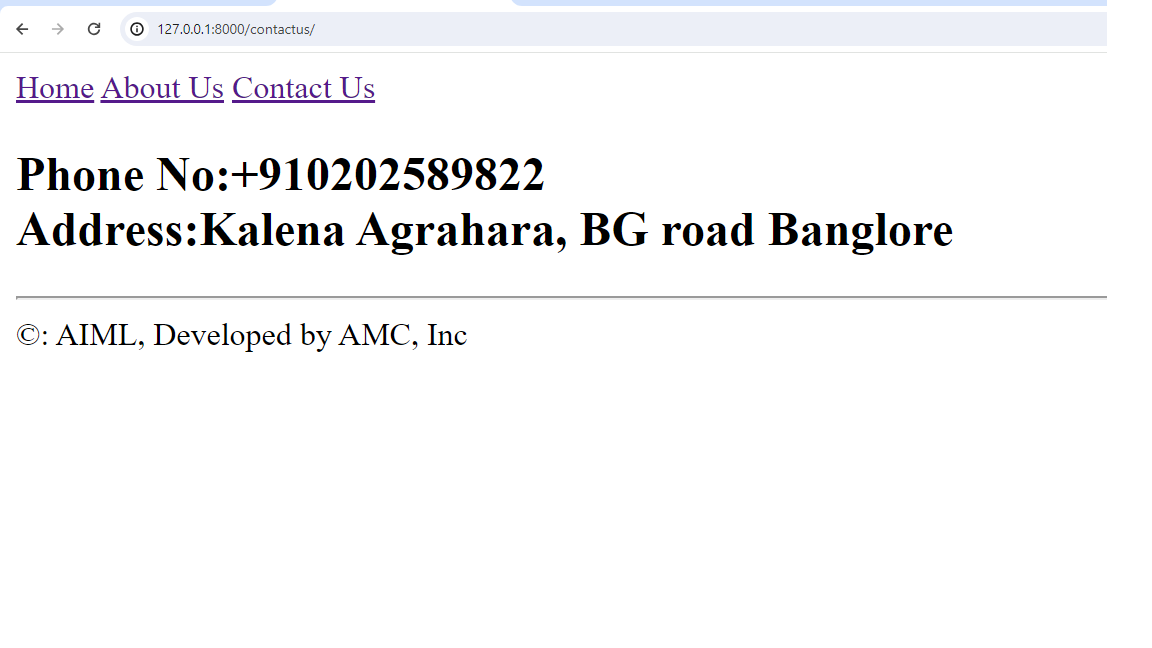 127.0.0.1:8000/contactus/
Home About Us Contact Us
Phone No:+910202589822
Address:Kalena Agrahara, BG road Banglore
©: AIML, Developed by AMC, Inc